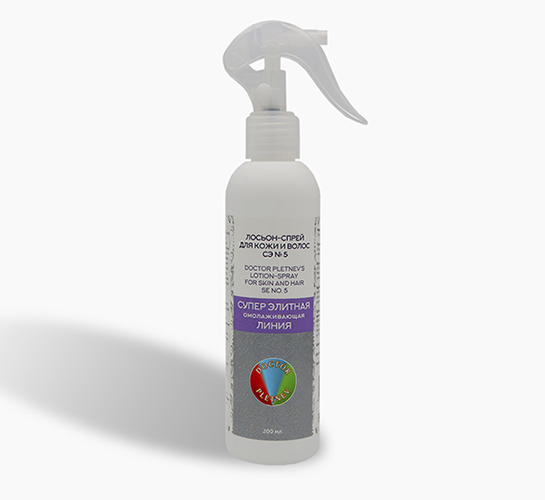 ЛОСЬОН-СПРЕЙ
ДЛЯ КОЖИ И ВОЛОС
СЭ № 5
DOCTOR PLETNEV'S
LOTION-SPRAY
FOR SKIN AND HAIR
SE NO. 5
СУПЕР ЭЛИТНАЯ
ОМОЛАЖИВАЮЩАЯ
ЛИНИЯ
DOCTOR
PLETNEV
200 мл